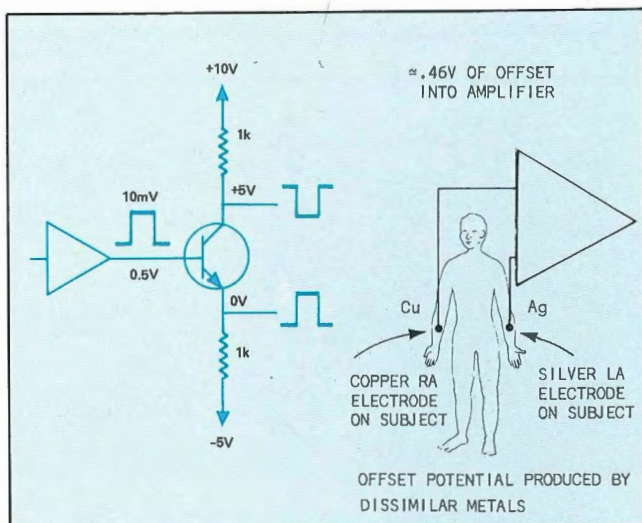 +10V
1k
+5V
10mV
0.5V
0V
1k
-5V
≃.46V OF OFFSET
INTO AMPLIFIER
Cu
Ag
COPPER RA
ELECTRODE
ON SUBJECT
SILVER LA
ELECTRODE
ON SUBJECT
OFFSET POTENTIAL PRODUCED BY
DISSIMILAR METALS